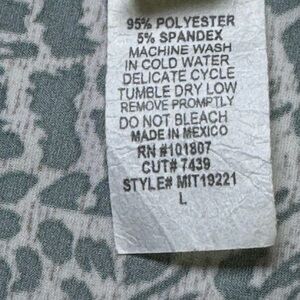 95% POLYESTER
5% SPANDEX
MACHINE WASH
IN COLD WATER
DELICATE CYCLE
TUMBLE DRY LOW
REMOVE PROMPTLY
DO NOT BLEACH
MADE IN MEXICO
RN #101807
CUT# 7439
STYLE# MIT19221
L